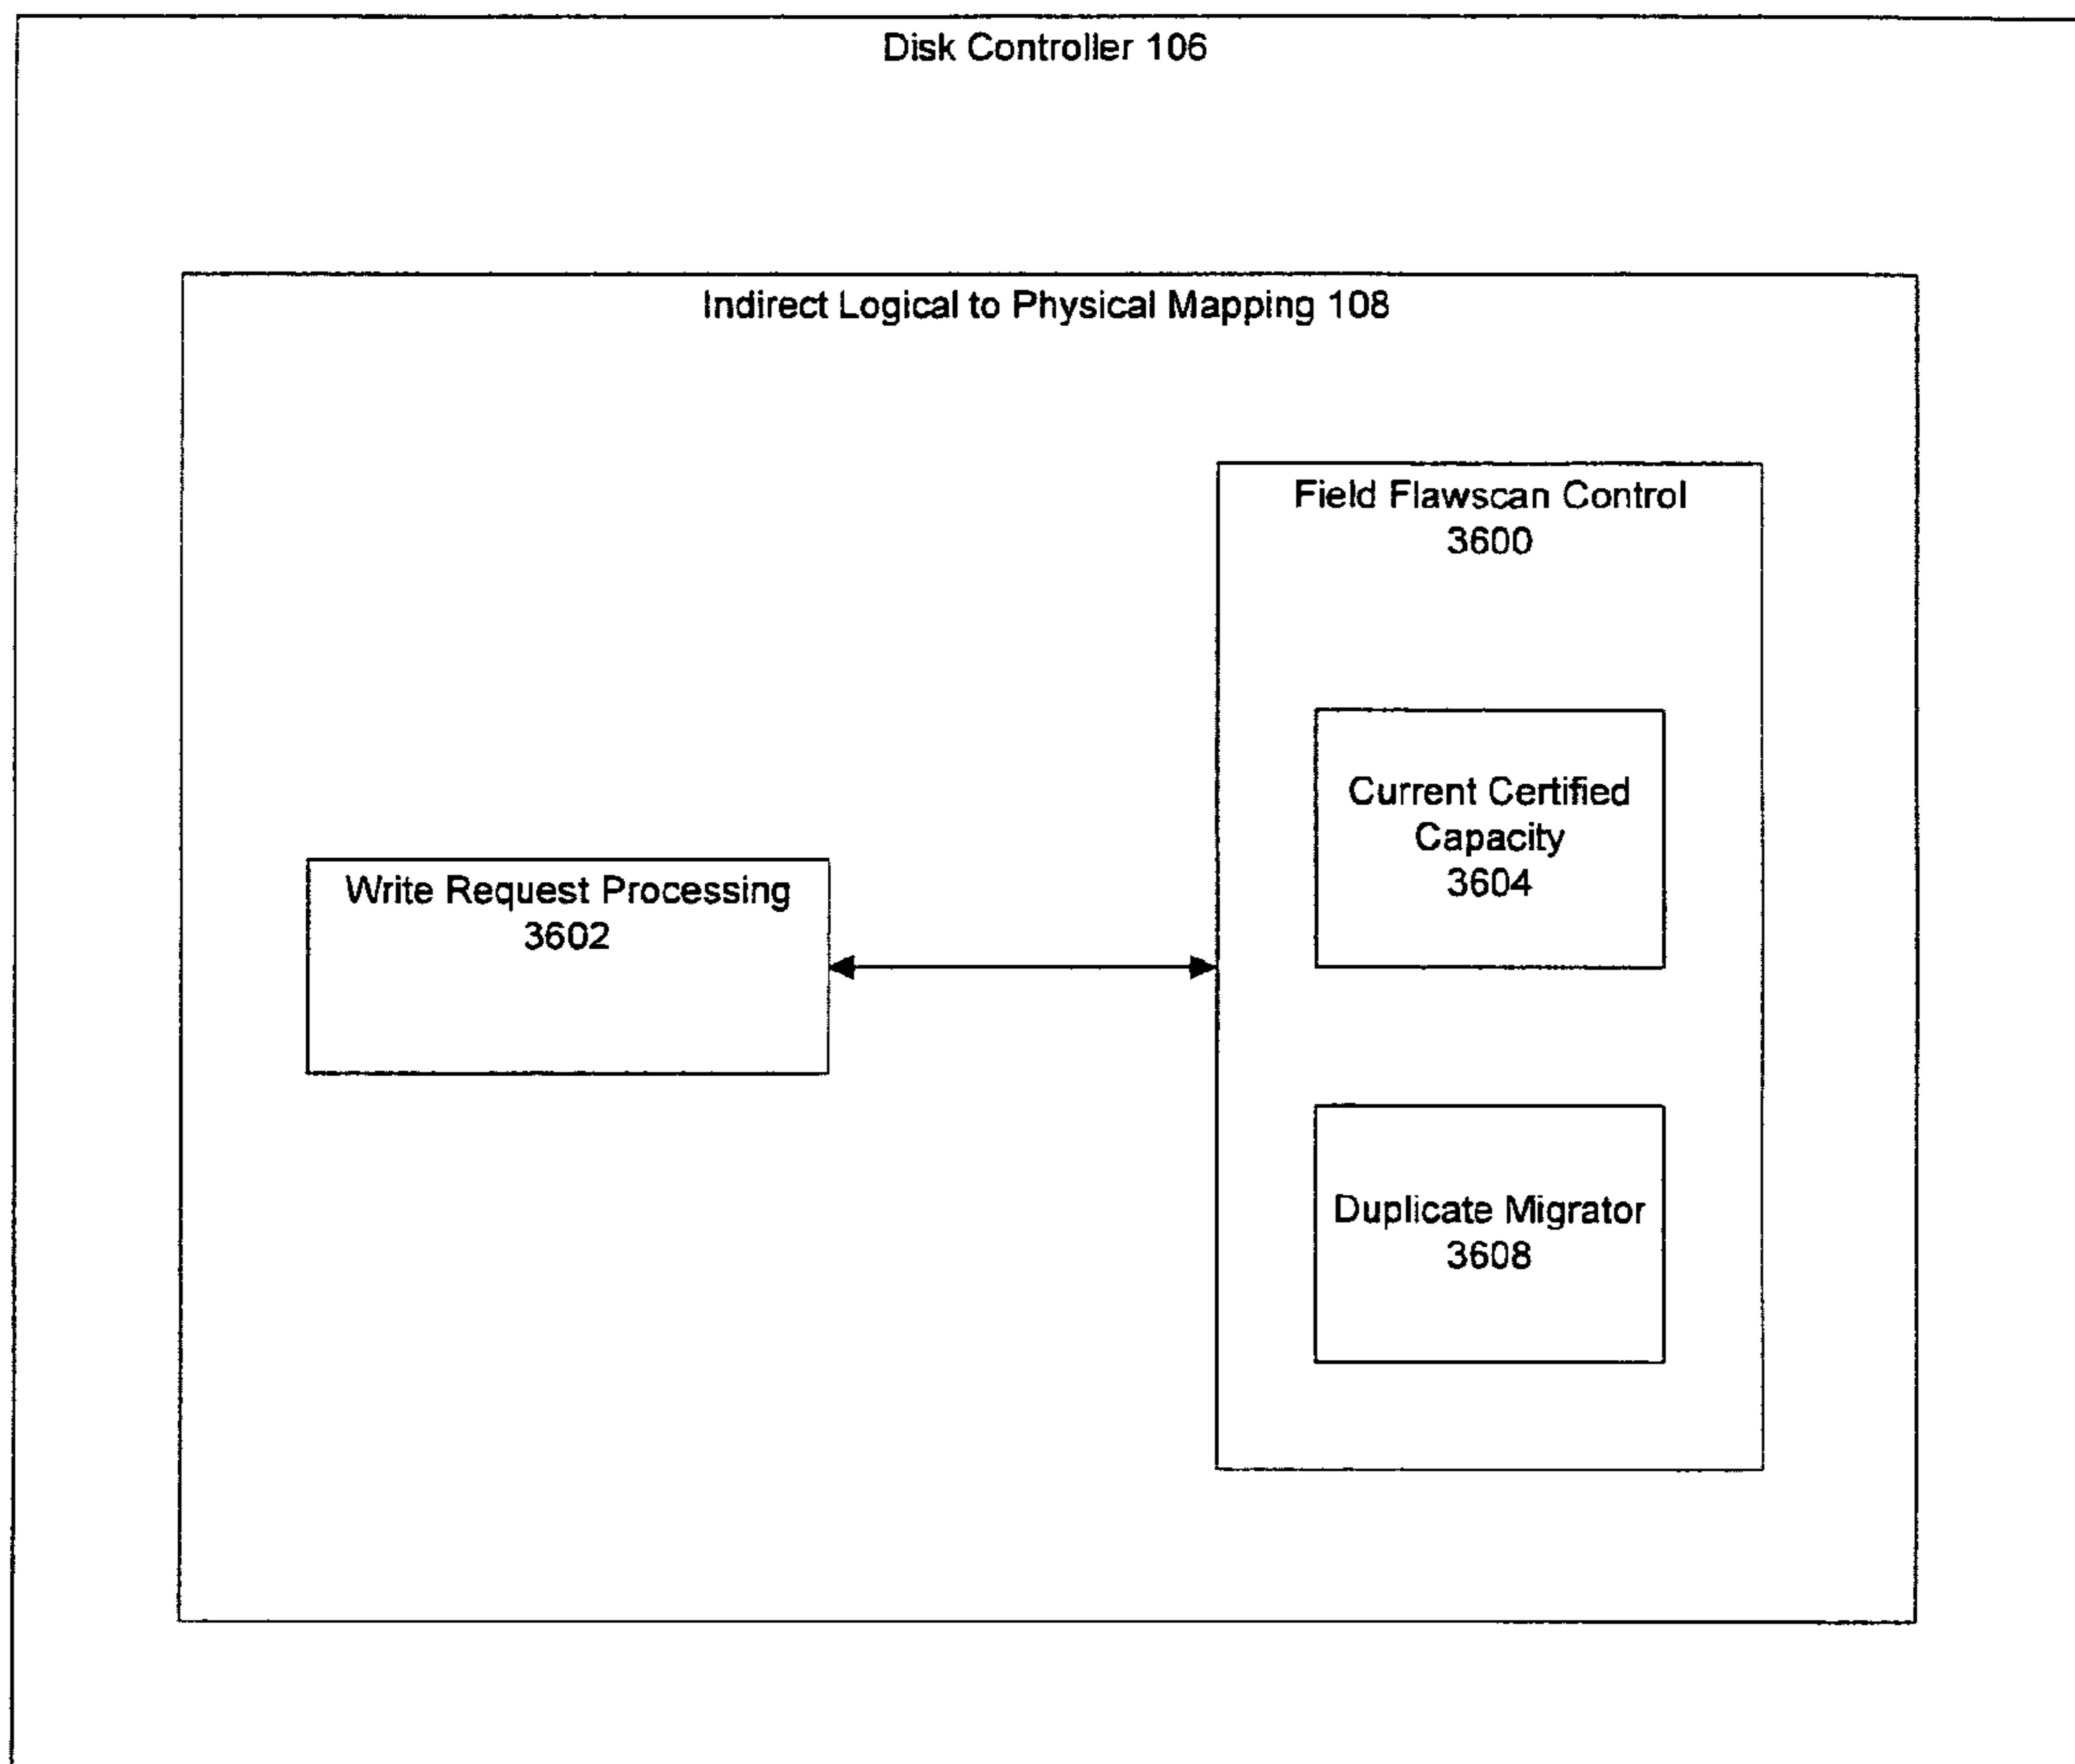 Disk Controller 106
Indirect Logical to Physical Mapping 108
Field Flawscan Control
3600
Current Certified
Capacity
3604
Write Request Processing
3602
Duplicate Migrator
3608